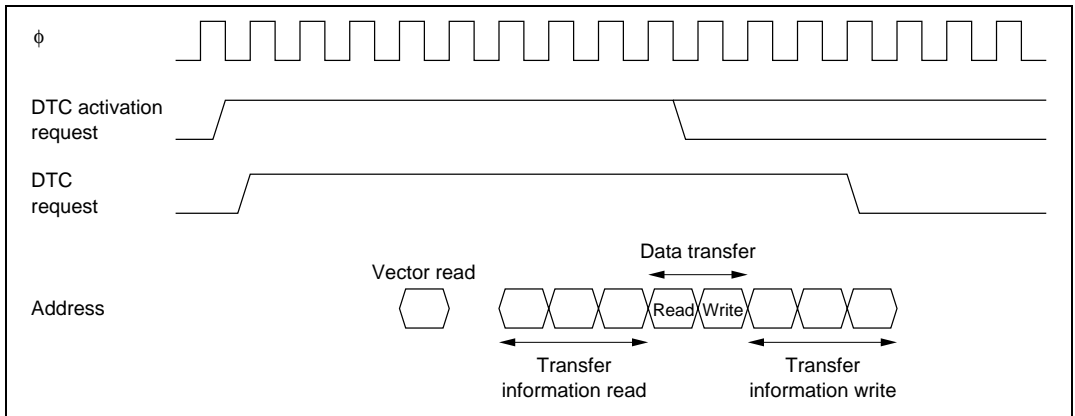 ϕ
DTC activation
request
DTC
request
Data transfer
Vector read
Address
Read
Write
Transfer
information read
Transfer
information write